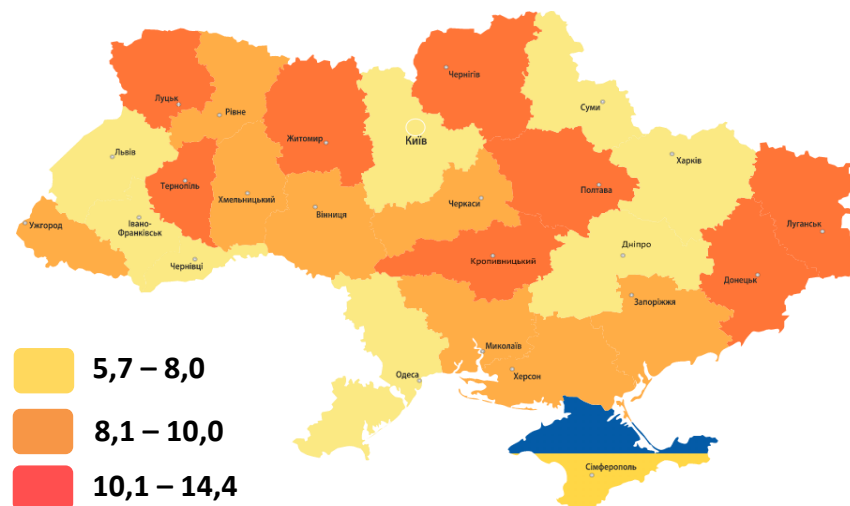 Чернігів
Луцьк
Рівне
Суми
Житомир
Київ
Львів
Харків
Тернопіль
Хмельницький
Полтава
Черкаси
Вінниця
Ужгород
Івано-
Франківськ
Луганськ
Дніпро
Кропивницький
Чернівці
Донецьк
Запоріжжя
Миколаїв
Одеса
Херсон
5,7 – 8,0
8,1 – 10,0
10,1 – 14,4
Сімферополь